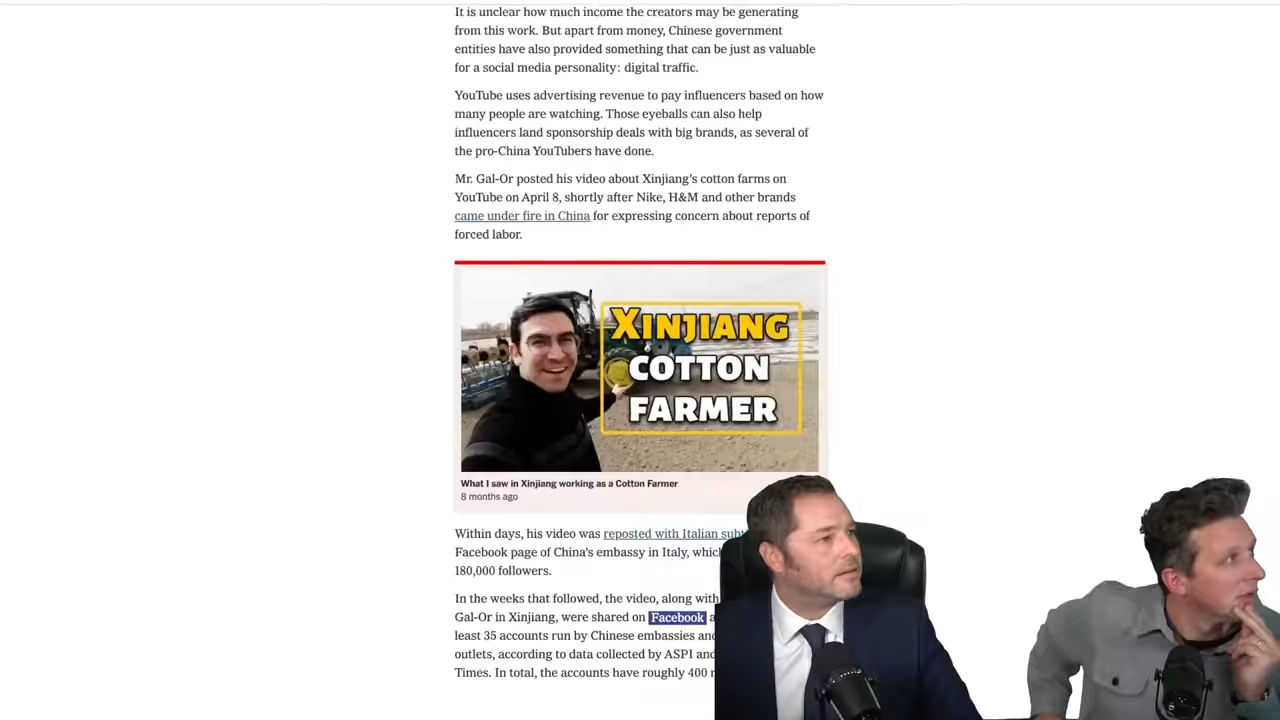 It is unclear how much income the creators may be generating
from this work. But apart from money, Chinese government
entities have also provided something that can be just as valuable
for a social media personality: digital traffic.
YouTube uses advertising revenue to pay influencers based on how
many people are watching. Those eyeballs can also help
influencers land sponsorship deals with big brands, as several of
the pro-China YouTubers have done.
Mr. Gal-Or posted his video about Xinjiang's cotton farms on
YouTube on April 8, shortly after Nike, H&M and other brands
came under fire in China for expressing concern about reports of
forced labor.
XINJIANG
COTTON
FARMER
What I saw in Xinjiang working as a Cotton Farmer
8 months ago
Within days, his video was reposted with Italian
Facebook page of China's embassy in Italy,
180,000 followers.
In the weeks that followed, the video, along with
Gal-Or in Xinjiang, were shared on Facebook
least 35 accounts run by Chinese embassies
outlets, according to data collected by ASPI and
Times. In total, the accounts have roughly 400